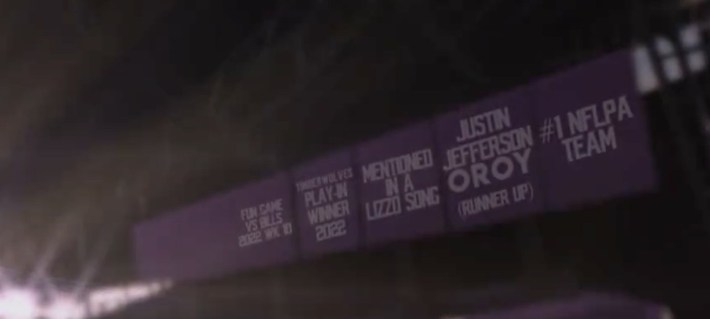 FUN GAME
VS BILLS
2022 WK 10
TIMBERWOLVES
PLAY-IN
WINNER
2022
MENTIONED
IN A
LIZZO SONG
JUSTIN
JEFFERSON
OROY
(RUNNER UP)
#1 NFLPA
TEAM